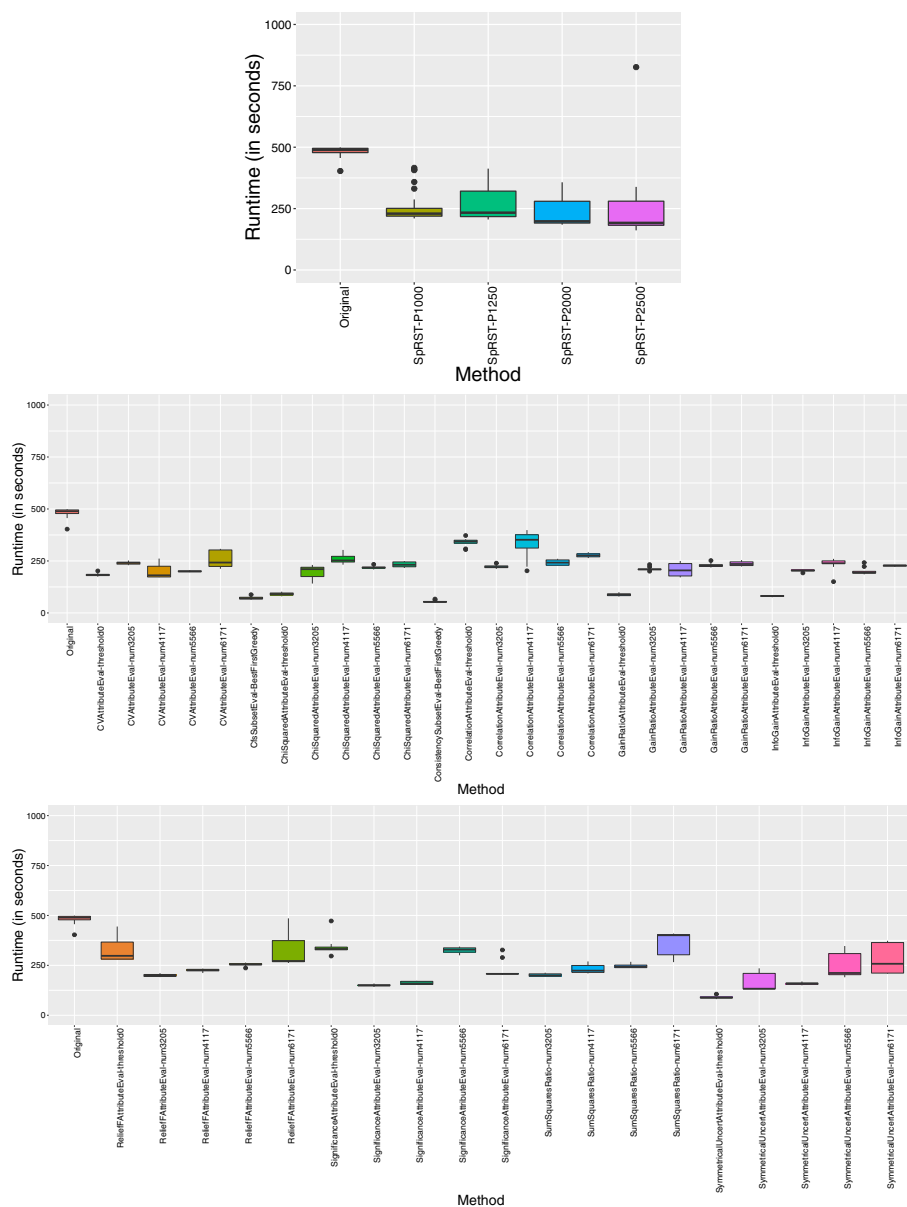 1000
750
500
250
0
Runtime (in seconds)
Original
SpRST-P1000
SpRST-P1250
SpRST-P2000
SpRST-P2500
Method
1000
750
500
250
0
Runtime (in seconds)
Original
CVAttributeEval-threshold0
CVAttributeEval-num3205
CVAttributeEval-num4117
CVAttributeEval-num5566
CVAttributeEval-num6171
CfsSubsetEval-BestFirstGreedy
ChiSquaredAttributeEval-threshold0
ChiSquaredAttributeEval-num3205
ChiSquaredAttributeEval-num4117
ChiSquaredAttributeEval-num5566
ChiSquaredAttributeEval-num6171
ConsistencySubsetEval-BestFirstGreedy
CorrelationAttributeEval-threshold0
CorrelationAttributeEval-num3205
CorrelationAttributeEval-num4117
CorrelationAttributeEval-num5566
CorrelationAttributeEval-num6171
GainRatioAttributeEval-threshold0
GainRatioAttributeEval-num3205
GainRatioAttributeEval-num4117
GainRatioAttributeEval-num5566
GainRatioAttributeEval-num6171
InfoGainAttributeEval-threshold0
InfoGainAttributeEval-num3205
InfoGainAttributeEval-num4117
InfoGainAttributeEval-num5566
InfoGainAttributeEval-num6171
Method
1000
750
500
250
0
Runtime (in seconds)
Original
ReliefFAttributeEval-threshold0
ReliefFAttributeEval-num3205
ReliefFAttributeEval-num4117
ReliefFAttributeEval-num5566
ReliefFAttributeEval-num6171
SignificanceAttributeEval-threshold0
SignificanceAttributeEval-num3205
SignificanceAttributeEval-num4117
SignificanceAttributeEval-num5566
SignificanceAttributeEval-num6171
SumSquaresRatio-num3205
SumSquaresRatio-num4117
SumSquaresRatio-num5566
SumSquaresRatio-num6171
SymmetricalUncertAttributeEval-threshold0
SymmetricalUncertAttributeEval-num3205
SymmetricalUncertAttributeEval-num4117
SymmetricalUncertAttributeEval-num5566
SymmetricalUncertAttributeEval-num6171
Method